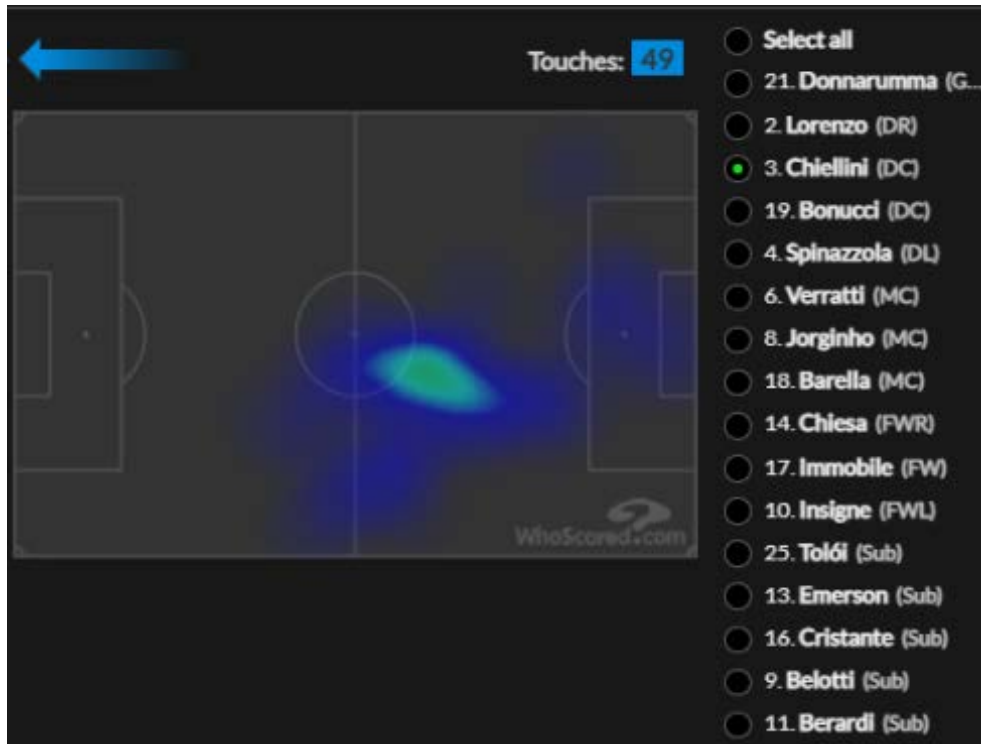 Touches: 49
Select all
21. Donnarumma (G...
2. Lorenzo (DR)
3. Chiellini (DC)
19. Bonucci (DC)
4. Spinazzola (DL)
6. Verratti (MC)
8. Jorginho (MC)
18. Barella (MC)
14. Chiesa (FWR)
17. Immobile (FW)
10. Insigne (FWL)
25. Tolói (Sub)
13. Emerson (Sub)
16. Cristante (Sub)
9. Belotti (Sub)
11. Berardi (Sub)
WhoScored.com